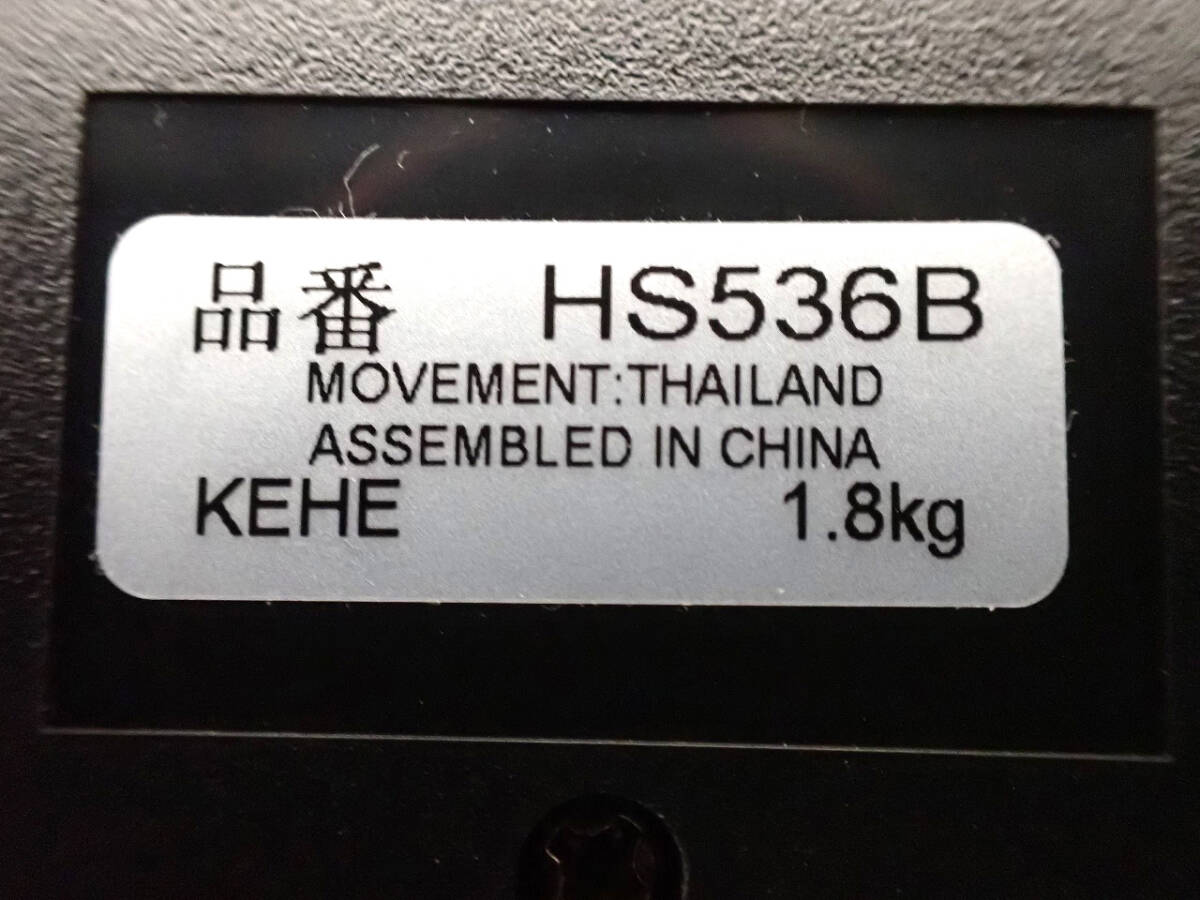 品番 HS536B
MOVEMENT:THAILAND
ASSEMBLED IN CHINA
KEHE 1.8kg